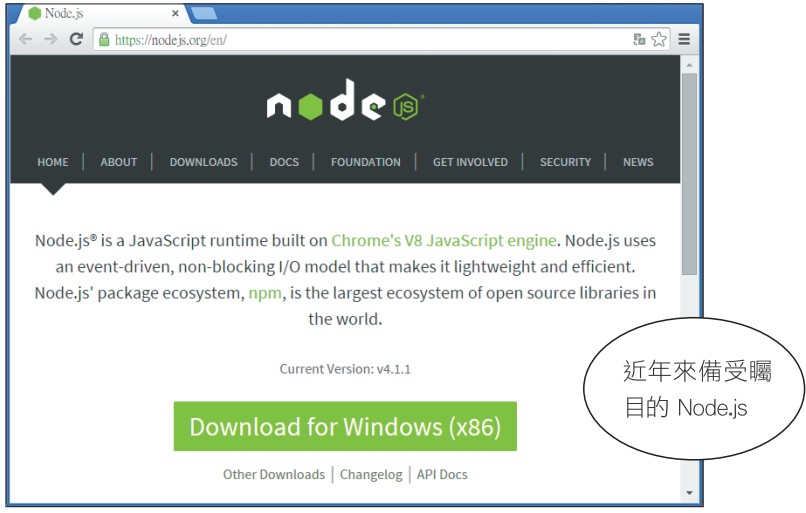 Node.js
https://nodejs.org/en/
node JS
HOME | ABOUT | DOWNLOADS | DOCS | FOUNDATION | GET INVOLVED | SECURITY | NEWS
Node.js® is a JavaScript runtime built on Chrome's V8 JavaScript engine. Node.js uses
an event-driven, non-blocking I/O model that makes it lightweight and efficient.
Node.js' package ecosystem, npm, is the largest ecosystem of open source libraries in
the world.
Current Version: v4.1.1
Download for Windows (x86)
Other Downloads | Changelog | API Docs
近年來備受矚
目的 Node.js